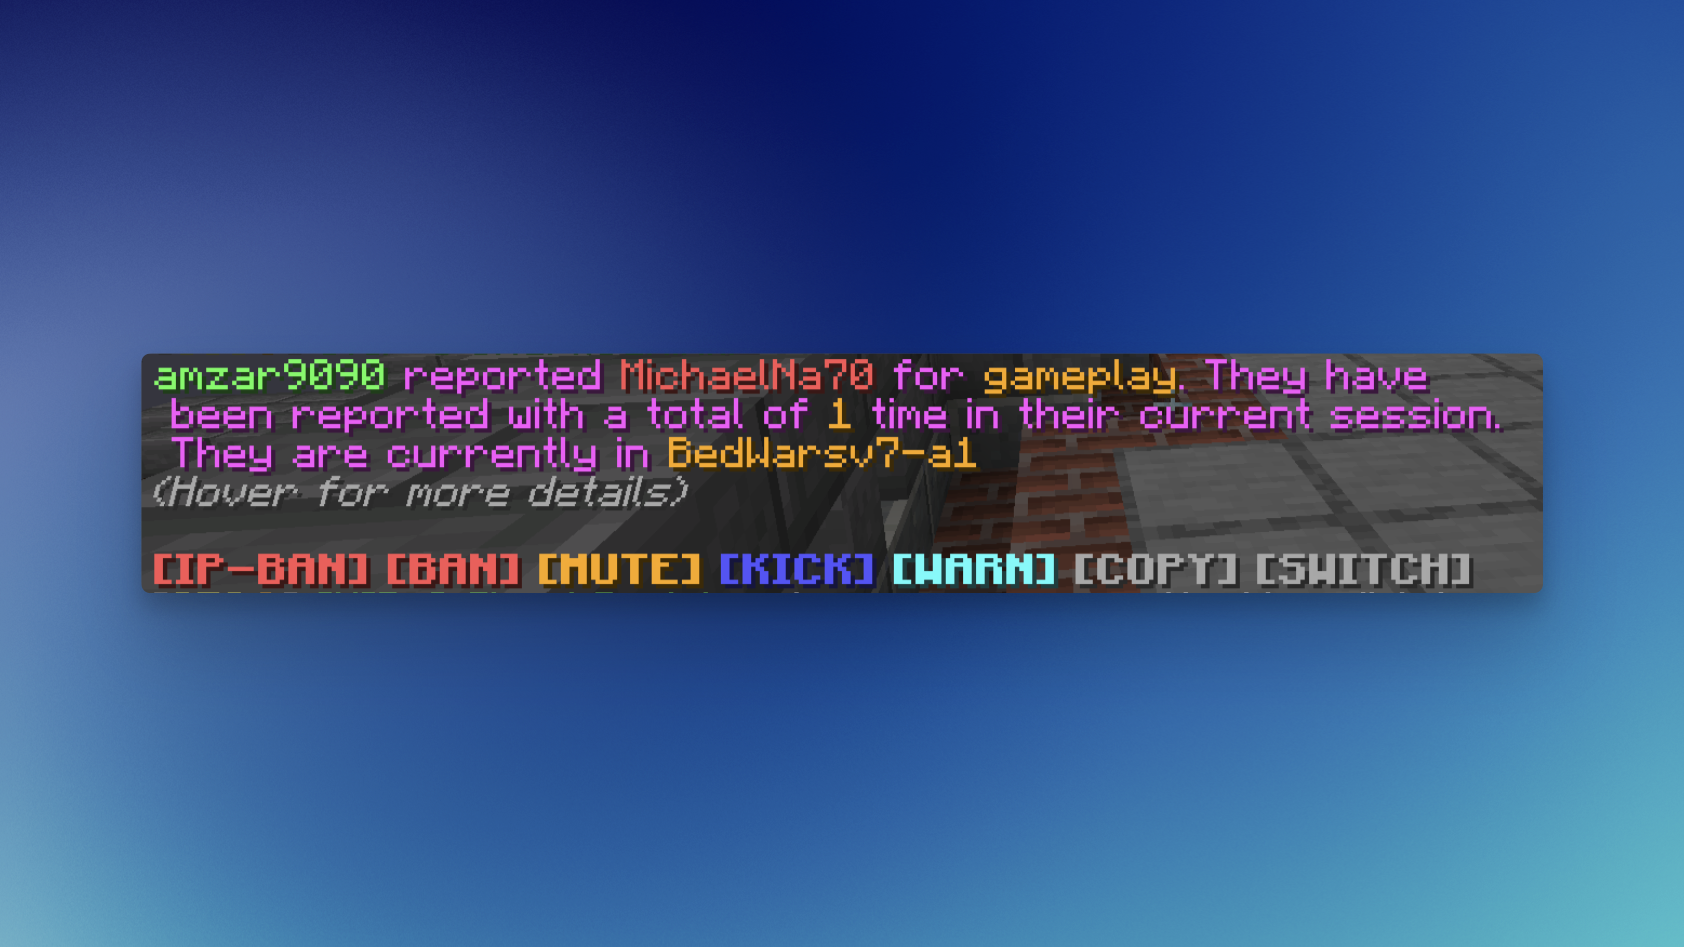 amzar9090 reported MichaelNa70 for gameplay. They have
been reported with a total of 1 time in their current session.
They are currently in BedWarsv7-a1
(Hover for more details)
[IP-BAN] [BAN] [MUTE] [KICK] [WARN] [COPY] [SWITCH]